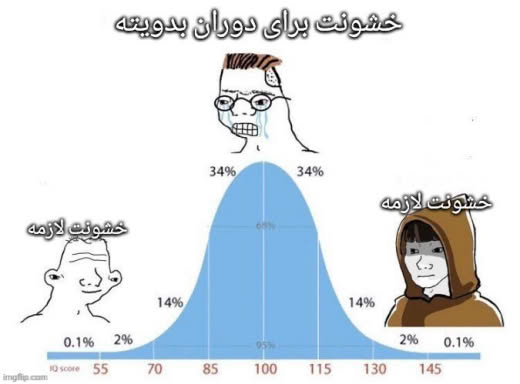 خشونت برای دوران بدویته
34% 34%
68%
خشونت لازمه
خشونت لازمه
14% 14%
0.1% 2% 95% 2% 0.1%
IQ score 55 70 85 100 115 130 145
imgflip.com